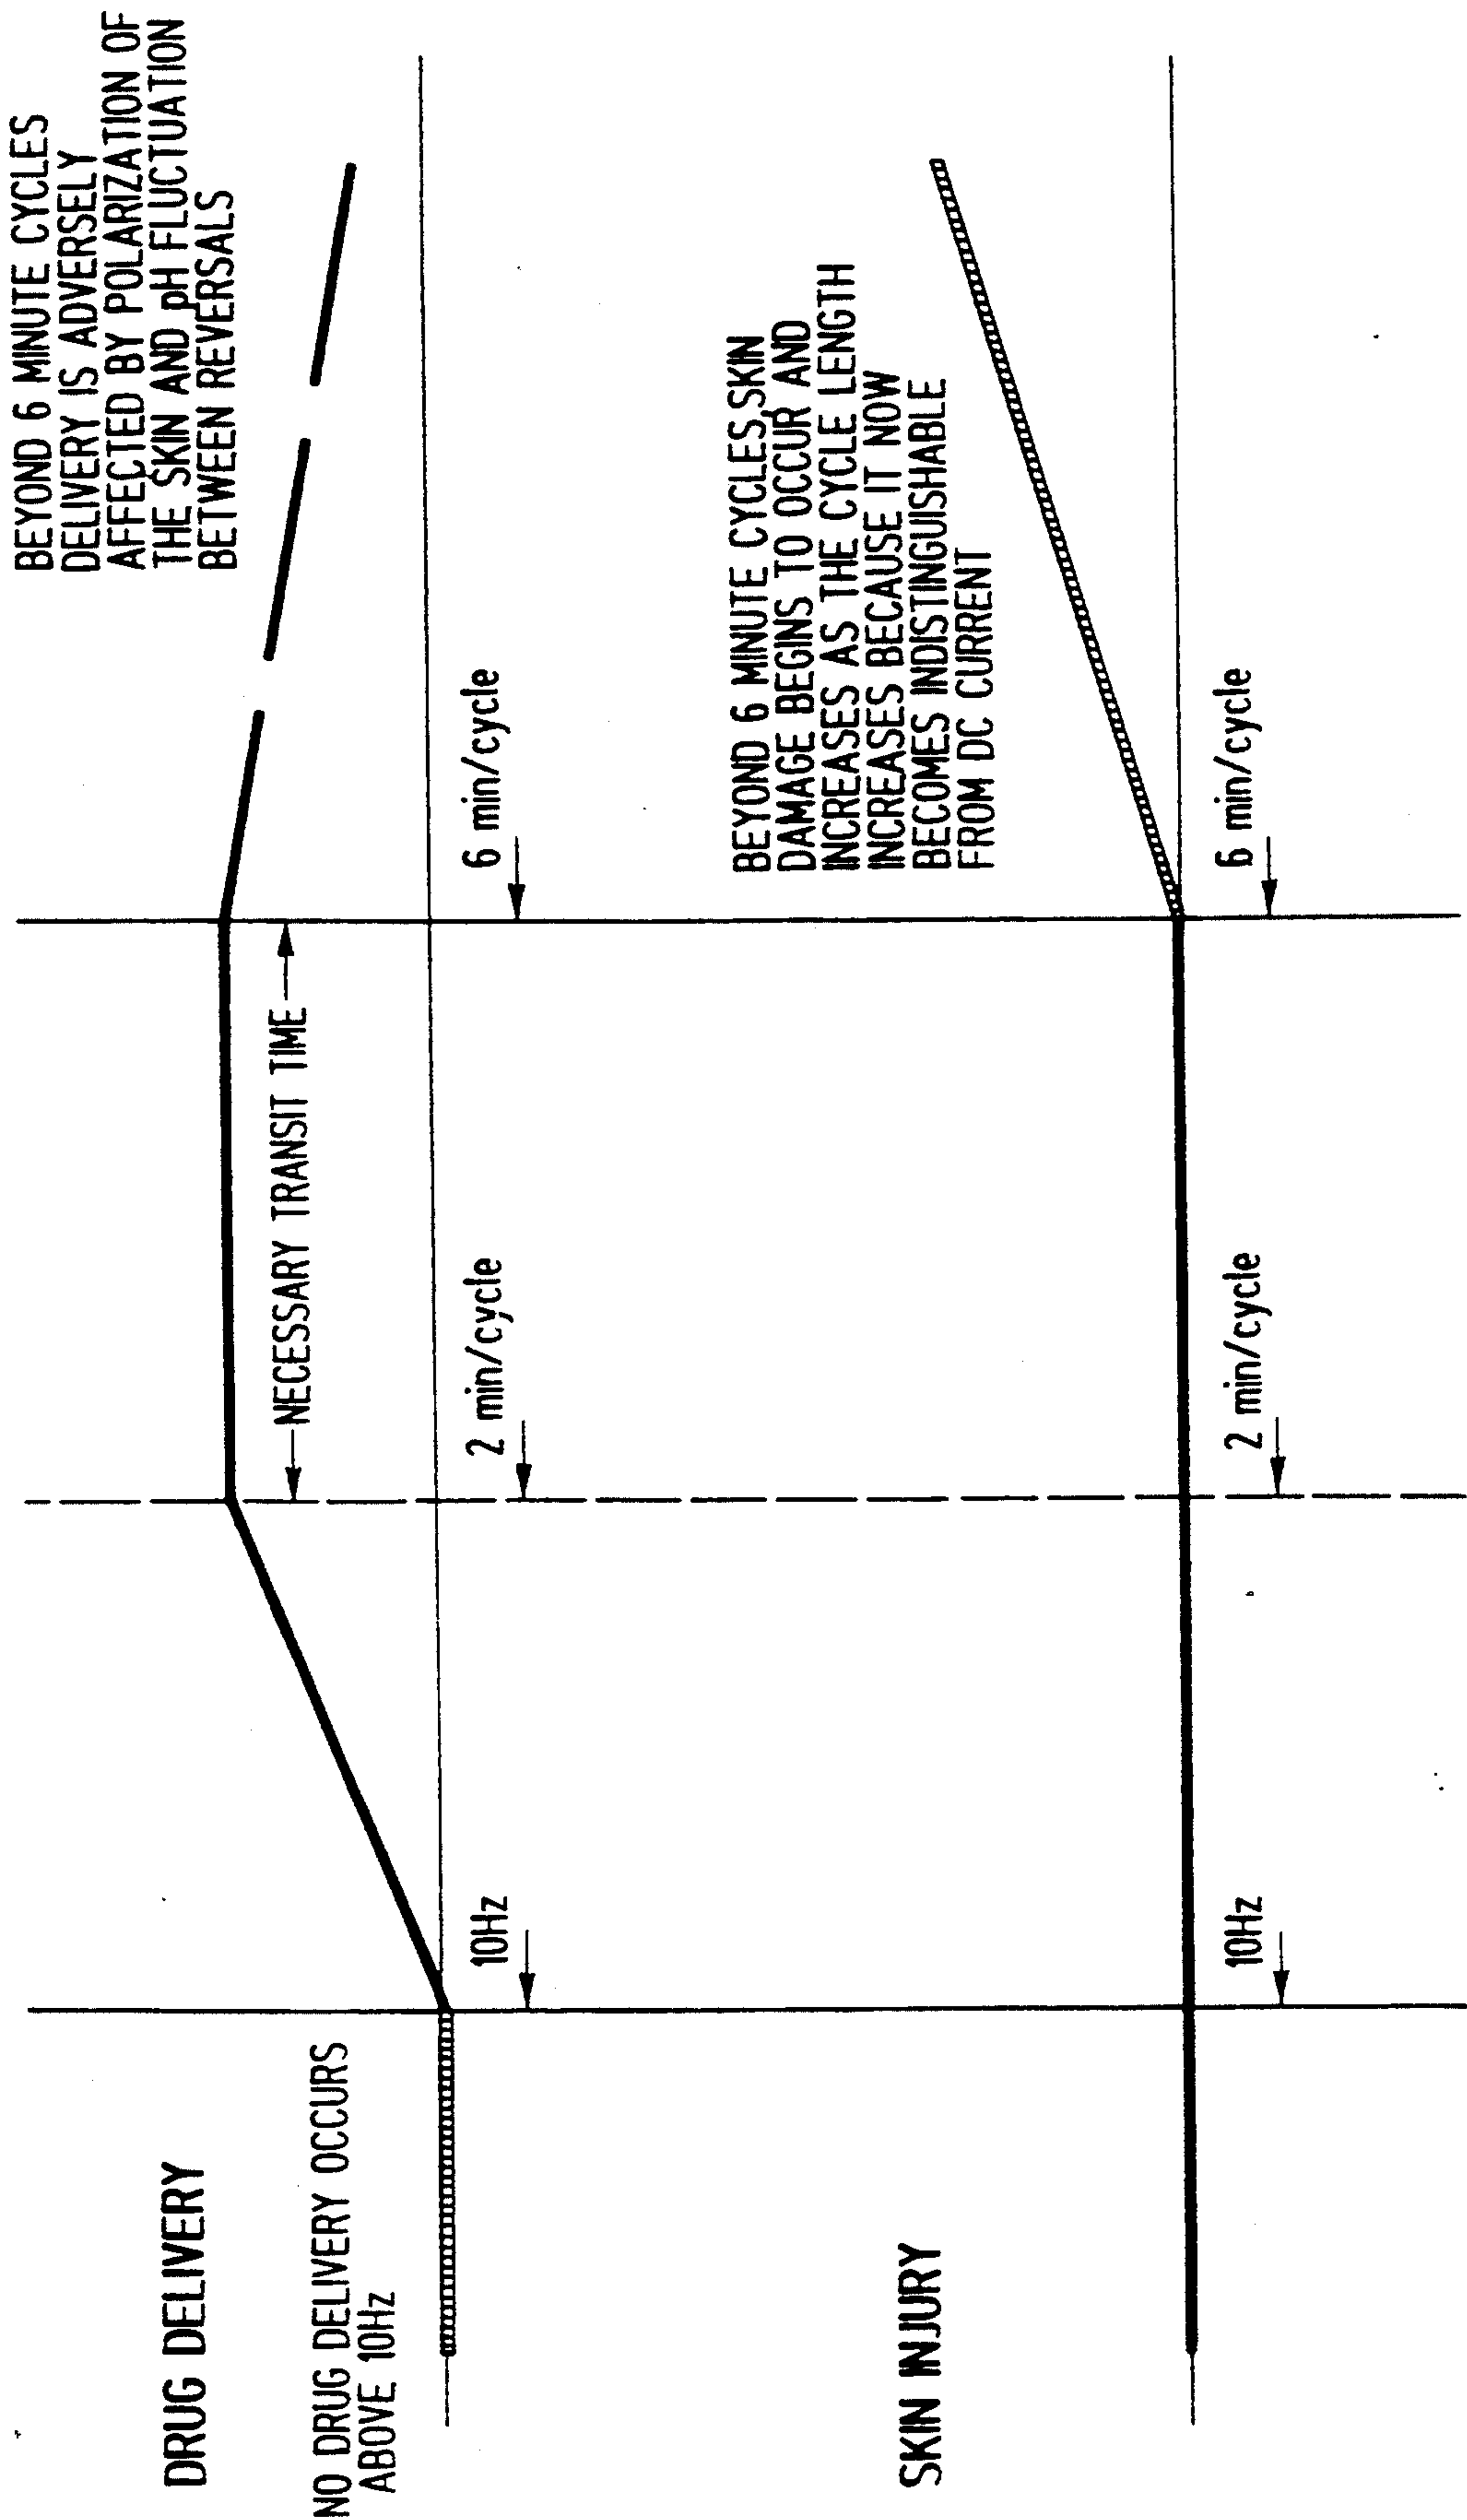 DRUG DELIVERY
NO DRUG DELIVERY OCCURS
ABOVE 10Hz
10Hz
2 min/cycle
NECESSARY TRANSIT TIME
6 min/cycle
BEYOND 6 MINUTE CYCLES
DELIVERY IS ADVERSELY
AFFECTED BY POLARIZATION OF
THE SKIN AND pH FLUCTUATION
BETWEEN REVERSALS
SKIN INJURY
10Hz
2 min/cycle
6 min/cycle
BEYOND 6 MINUTE CYCLES SKIN
DAMAGE BEGINS TO OCCUR AND
INCREASES AS THE CYCLE LENGTH
INCREASES BECAUSE IT NOW
BECOMES INDISTINGUISHABLE
FROM DC CURRENT